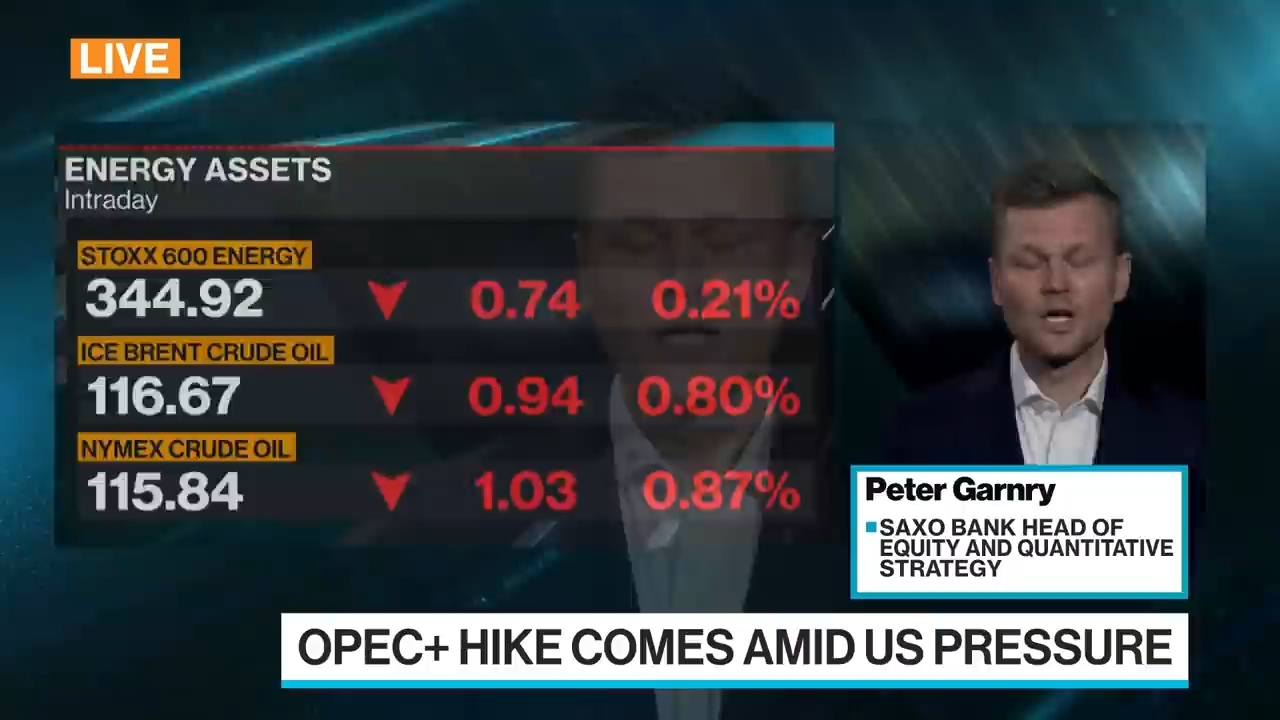 LIVE
ENERGY ASSETS
Intraday
STOXX 600 ENERGY
344.92 0.74 0.21%
ICE BRENT CRUDE OIL
116.67 0.94 0.80%
NYMEX CRUDE OIL
115.84 1.03 0.87%
Peter Garnry
SAXO BANK HEAD OF
EQUITY AND QUANTITATIVE
STRATEGY
OPEC+ HIKE COMES AMID US PRESSURE